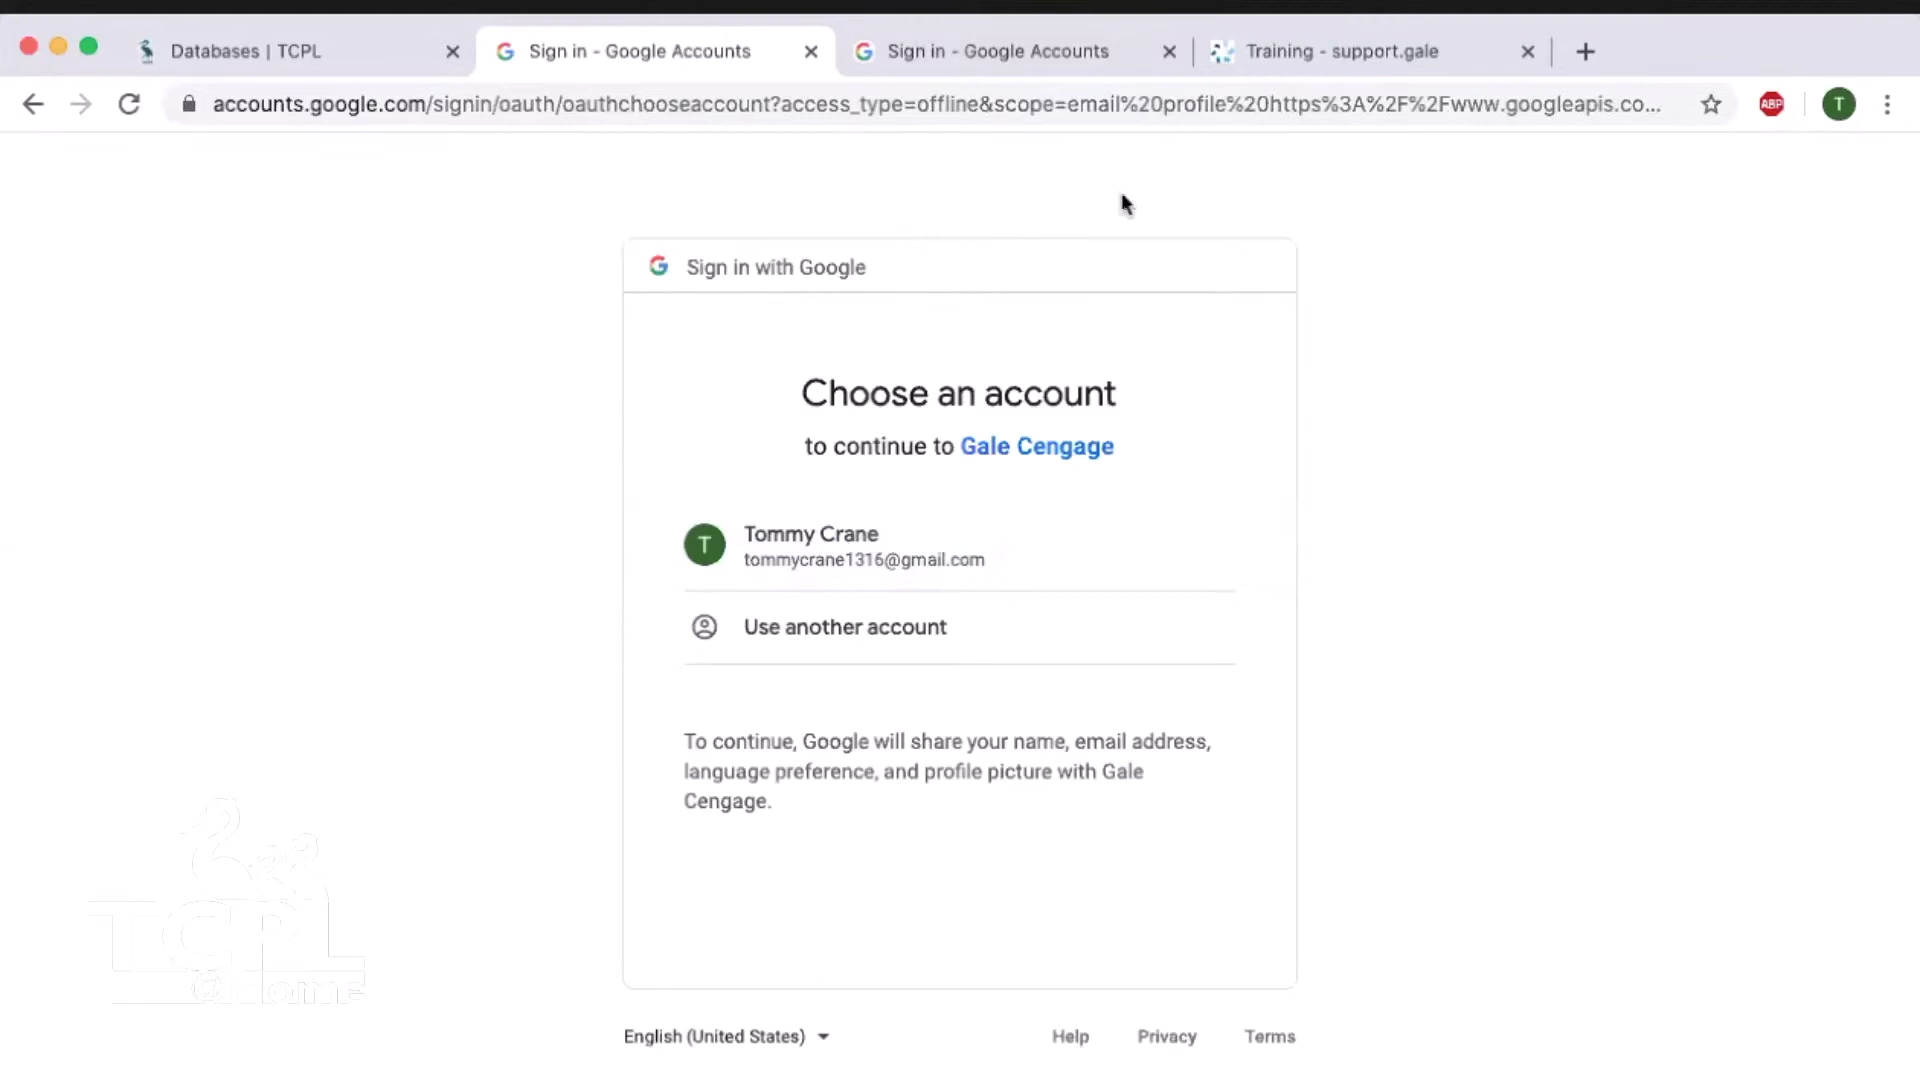 Databases | TCPL
Sign in - Google Accounts
Sign in - Google Accounts
Training - support.gale
accounts.google.com/signin/oauth/oauthchooseaccount?access_type=offline&scope=email%20profile%20https%3A%2F%2Fwww.googleapis.co...
ABP
T
Sign in with Google
Choose an account
to continue to Gale Cengage
T
Tommy Crane
tommycrane1316@gmail.com
Use another account
To continue, Google will share your name, email address,
language preference, and profile picture with Gale
Cengage.
TCPL
@Home
English (United States)
Help
Privacy
Terms